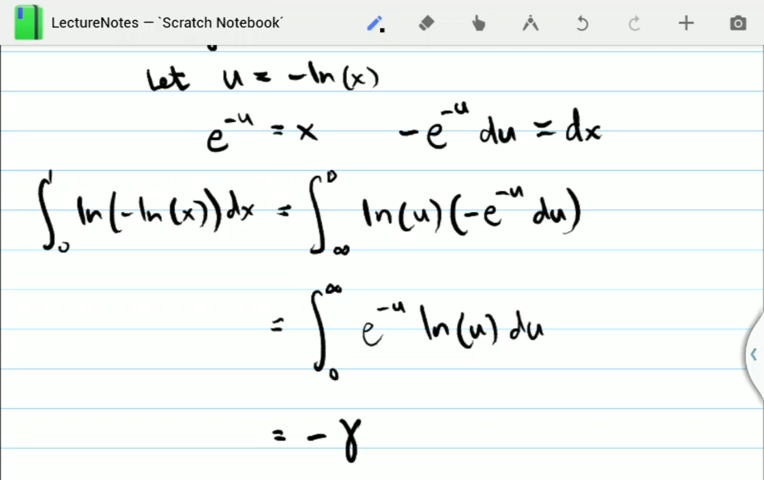 LectureNotes — `Scratch Notebook´
Let u = -ln(x)
e^{-u} = x    -e^{-u} du = dx
∫_0^1 ln(-ln(x)) dx = ∫_∞^0 ln(u) (-e^{-u} du)
= ∫_0^∞ e^{-u} ln(u) du
= -γ